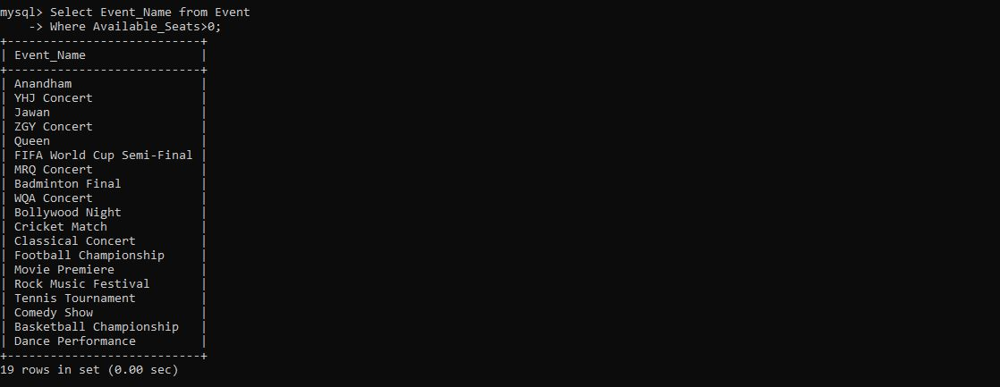 mysql> Select Event_Name from Event
    -> Where Available_Seats>0;
+---------------------------+
| Event_Name                |
+---------------------------+
| Anandham                  |
| YHJ Concert               |
| Jawan                     |
| ZGY Concert               |
| Queen                     |
| FIFA World Cup Semi-Final |
| MRQ Concert               |
| Badminton Final           |
| WQA Concert               |
| Bollywood Night           |
| Cricket Match             |
| Classical Concert         |
| Football Championship     |
| Movie Premiere            |
| Rock Music Festival       |
| Tennis Tournament         |
| Comedy Show               |
| Basketball Championship   |
| Dance Performance         |
+---------------------------+
19 rows in set (0.00 sec)